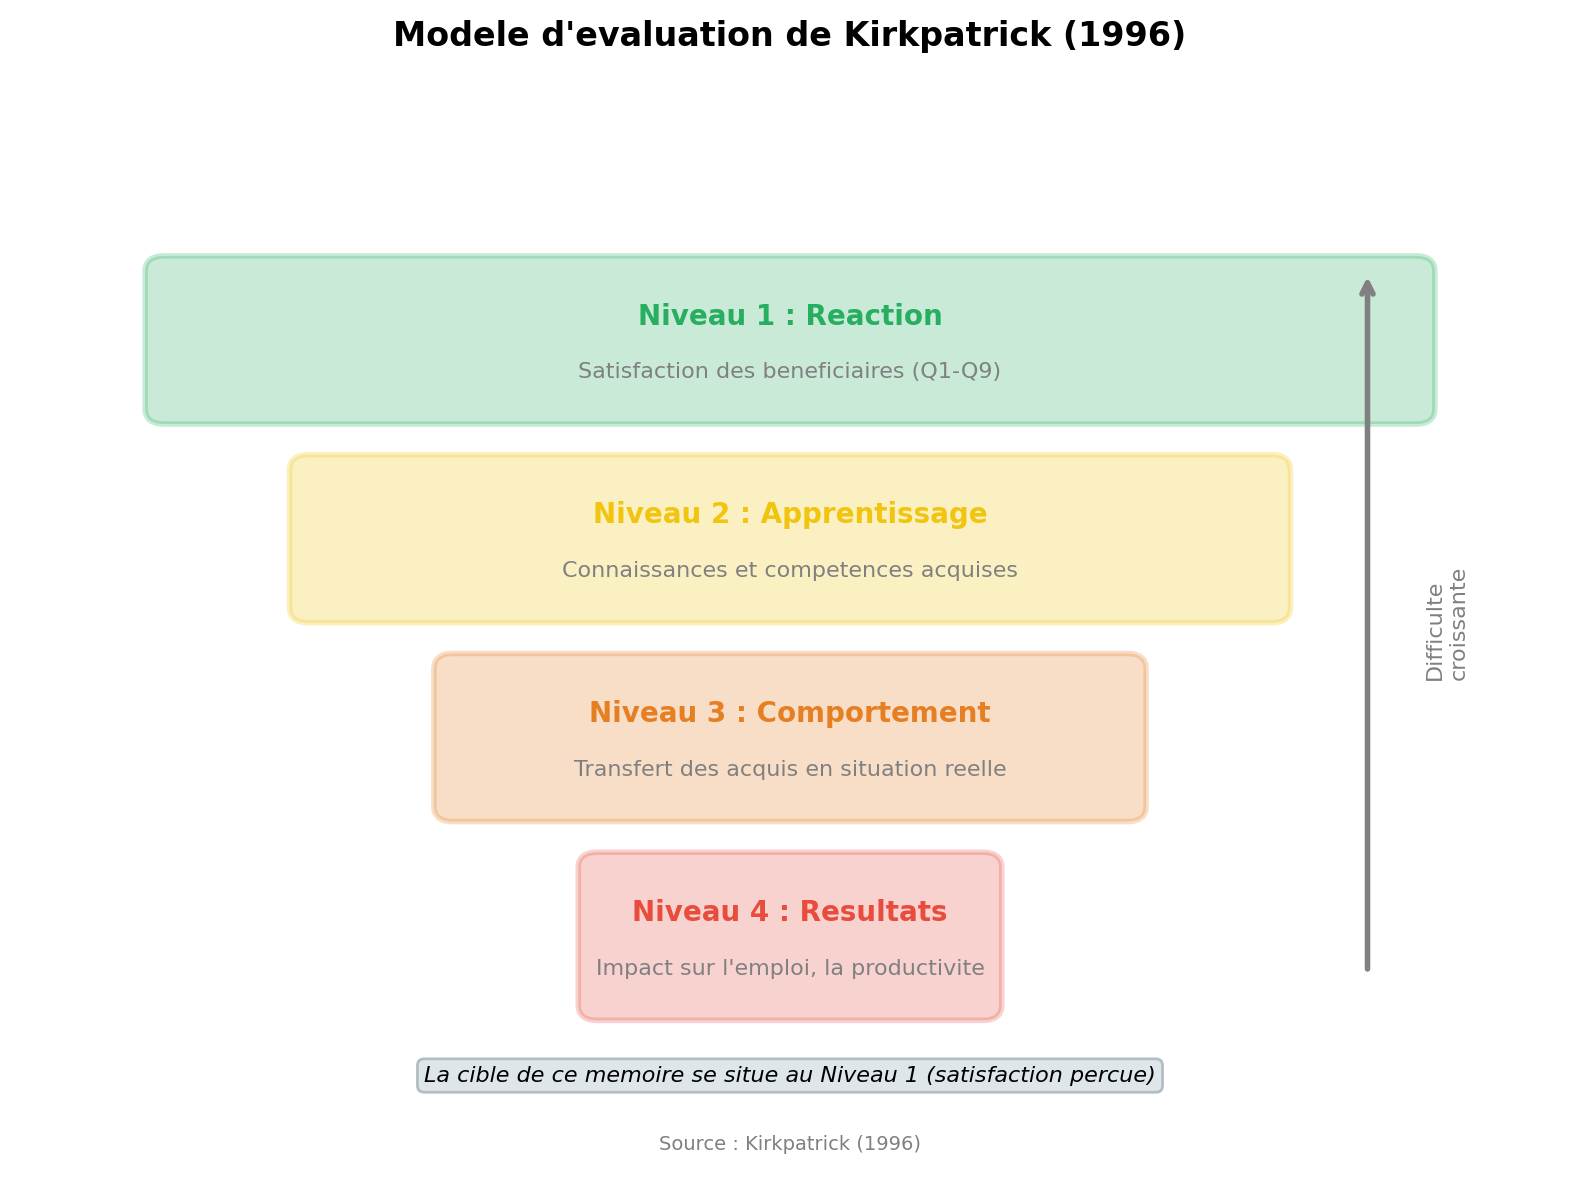 Modele d'evaluation de Kirkpatrick (1996)
Niveau 1 : Reaction
Satisfaction des beneficiaires (Q1-Q9)
Niveau 2 : Apprentissage
Connaissances et competences acquises
Niveau 3 : Comportement
Transfert des acquis en situation reelle
Niveau 4 : Resultats
Impact sur l'emploi, la productivite
Difficulte
croissante
La cible de ce memoire se situe au Niveau 1 (satisfaction percue)
Source : Kirkpatrick (1996)